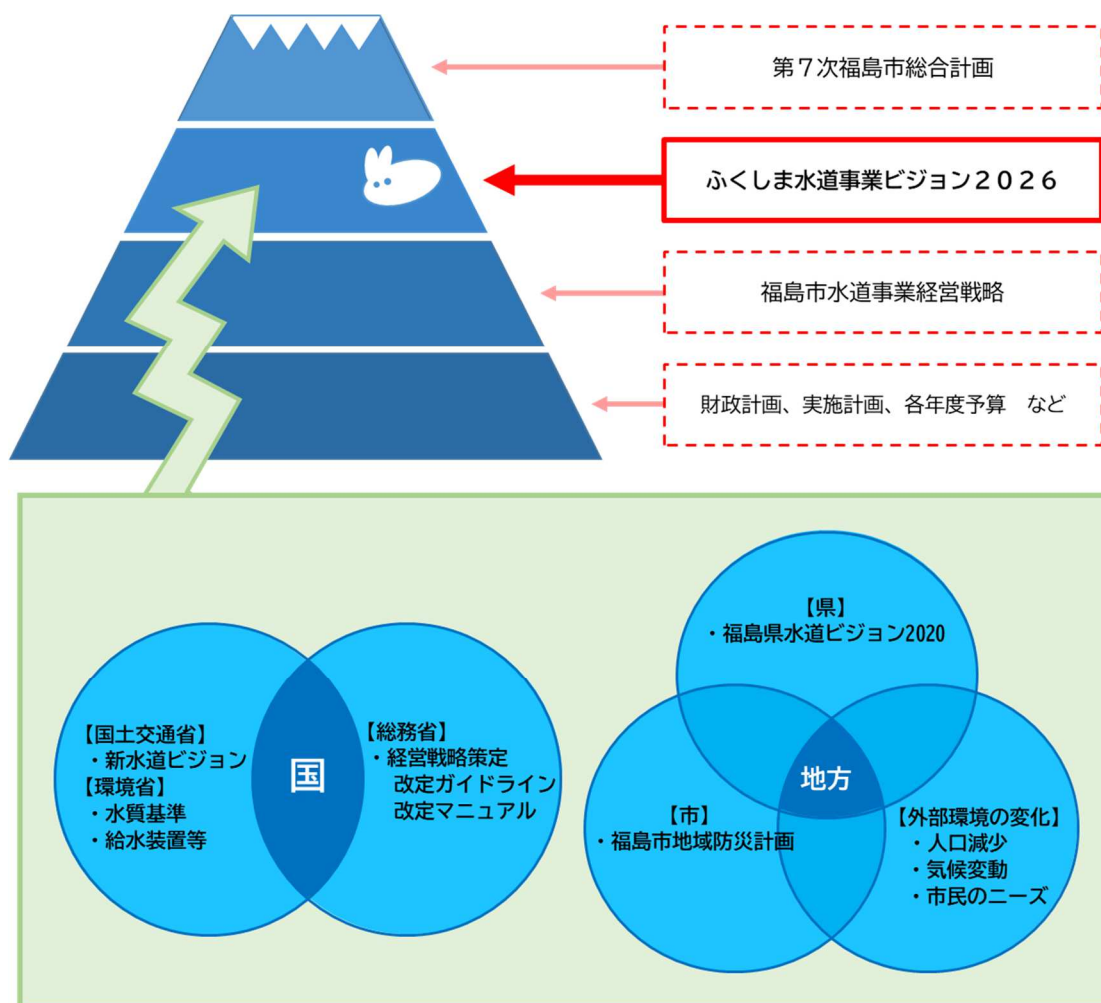 第７次福島市総合計画
ふくしま水道事業ビジョン２０２６
福島市水道事業経営戦略
財政計画、実施計画、各年度予算　など
【国土交通省】
・新水道ビジョン
【環境省】
・水質基準
・給水装置等
国
【総務省】
・経営戦略策定
改定ガイドライン
改定マニュアル
【県】
・福島県水道ビジョン2020
地方
【市】
・福島市地域防災計画
【外部環境の変化】
・人口減少
・気候変動
・市民のニーズ